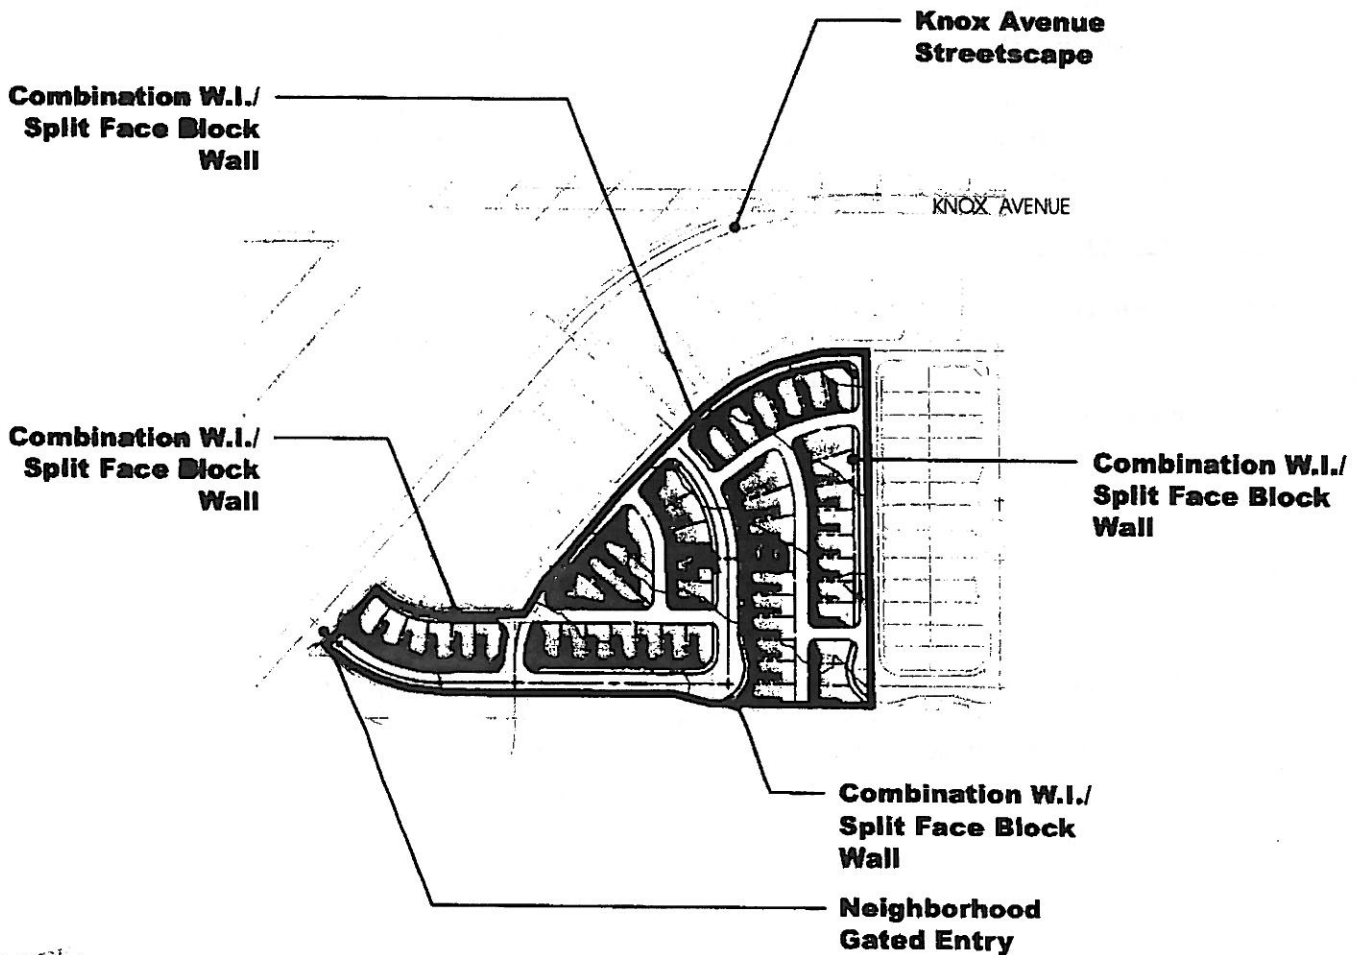 Knox Avenue
Streetscape
Combination W.I./
Split Face Block
Wall
KNOX AVENUE
Combination W.I./
Split Face Block
Wall
Combination W.I./
Split Face Block
Wall
Combination W.I./
Split Face Block
Wall
Neighborhood
Gated Entry